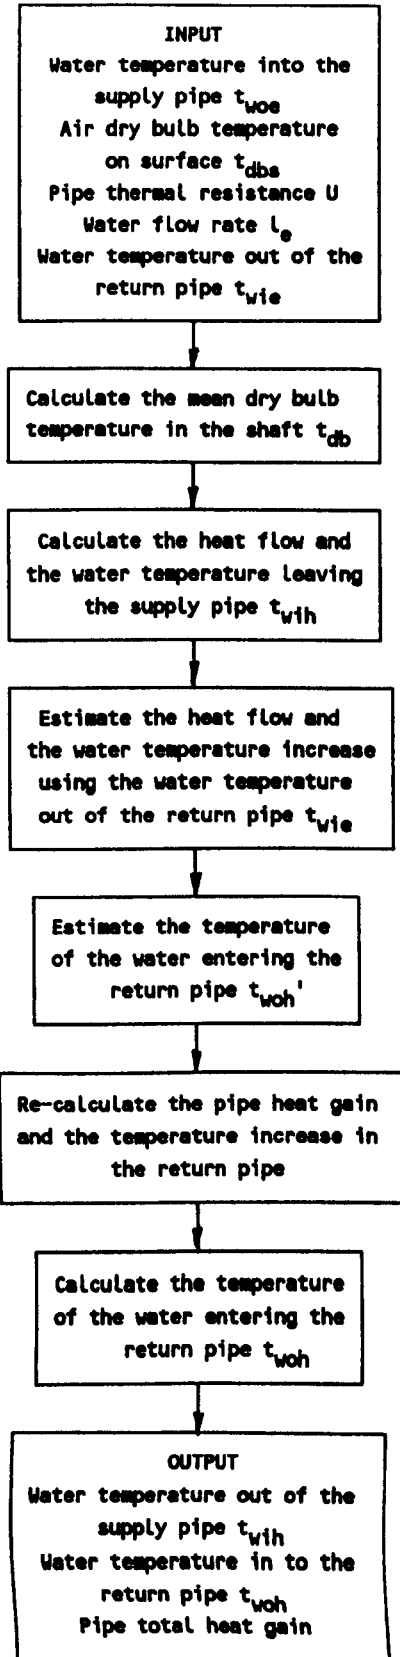 INPUT
Water temperature into the
supply pipe t_woe
Air dry bulb temperature
on surface t_dbs
Pipe thermal resistance U
Water flow rate l_e
Water temperature out of the
return pipe t_wie
Calculate the mean dry bulb
temperature in the shaft t_db
Calculate the heat flow and
the water temperature leaving
the supply pipe t_wih
Estimate the heat flow and
the water temperature increase
using the water temperature
out of the return pipe t_wie
Estimate the temperature
of the water entering the
return pipe t_woh'
Re-calculate the pipe heat gain
and the temperature increase in
the return pipe
Calculate the temperature
of the water entering the
return pipe t_woh
OUTPUT
Water temperature out of the
supply pipe t_wih
Water temperature in to the
return pipe t_woh
Pipe total heat gain